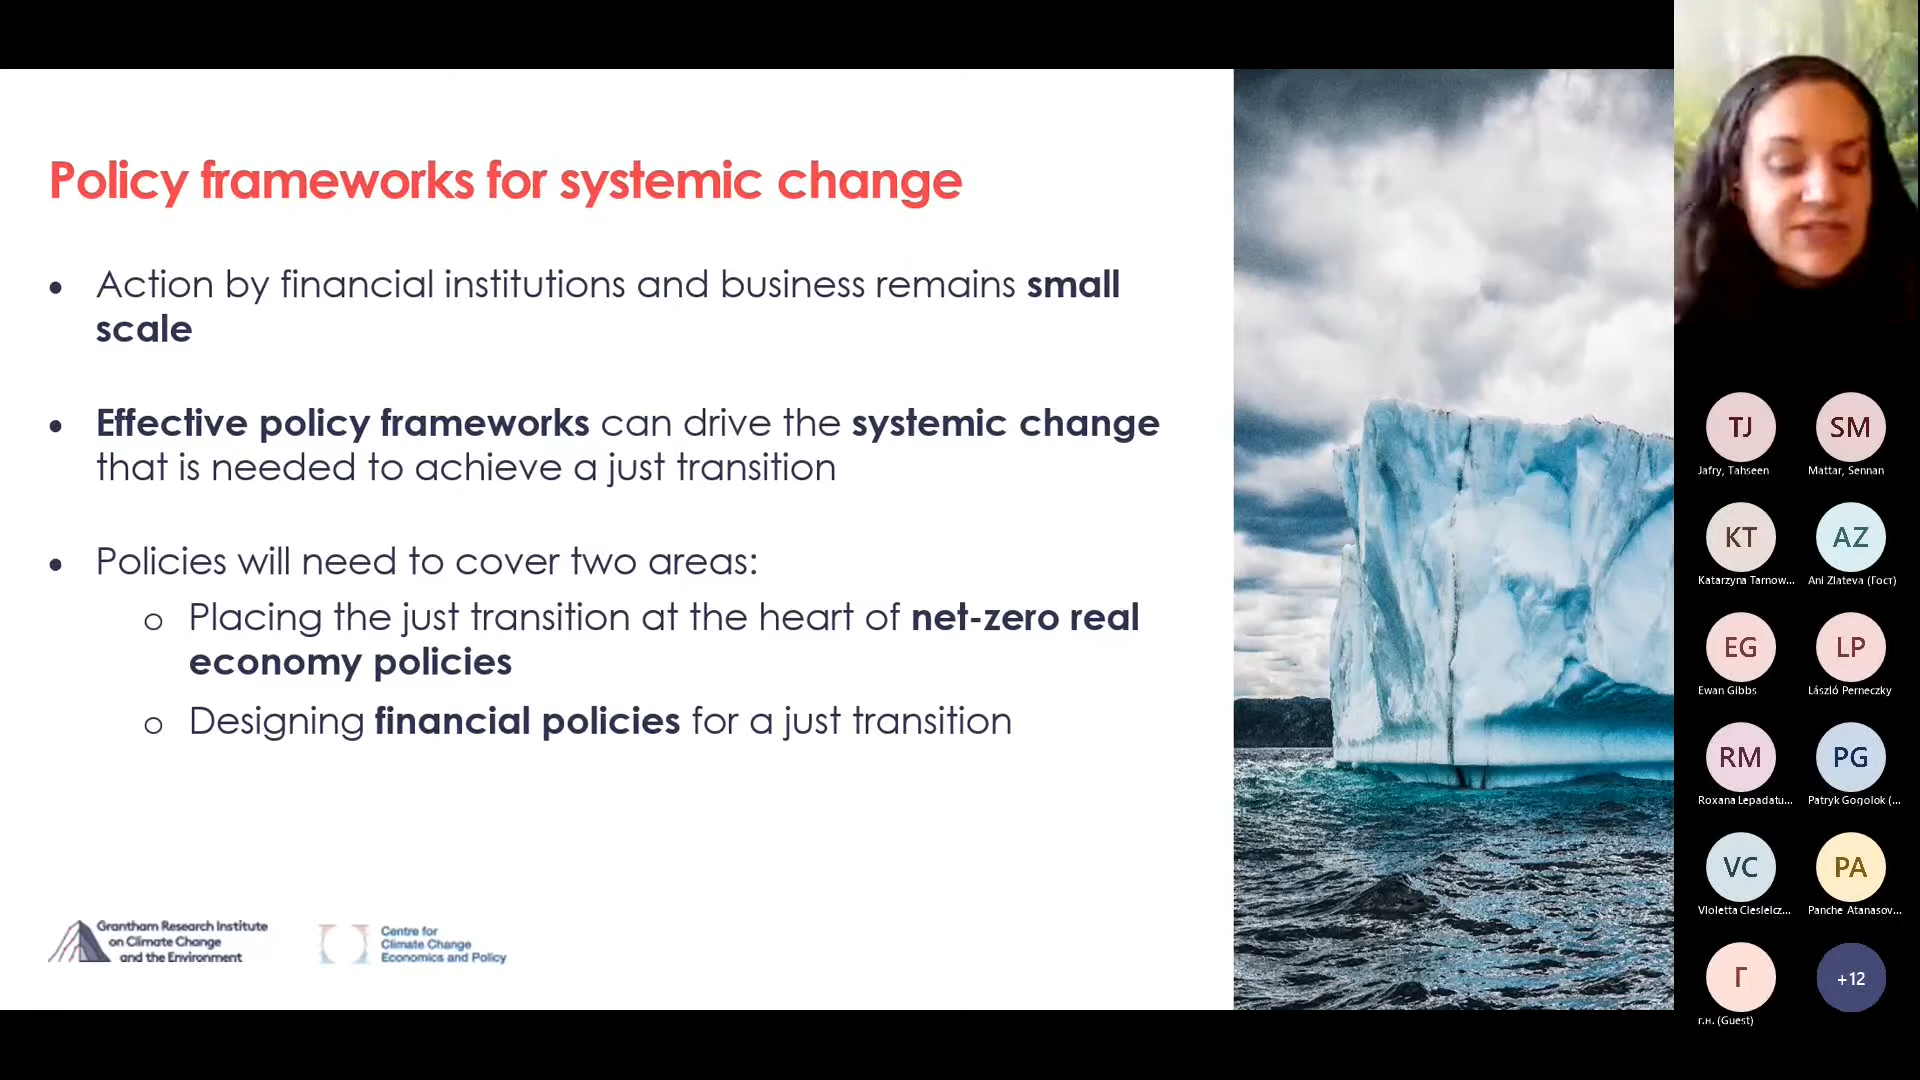 Policy frameworks for systemic change
• Action by financial institutions and business remains small
scale
• Effective policy frameworks can drive the systemic change
that is needed to achieve a just transition
• Policies will need to cover two areas:
o Placing the just transition at the heart of net-zero real
economy policies
o Designing financial policies for a just transition
Grantham Research Institute
on Climate Change
and the Environment
Centre for
Climate Change
Economics and Policy
TJ
Jafry, Tahseen
SM
Mattar, Sennan
KT
Katarzyna Tarnow...
AZ
Ani Zlateva (Гост)
EG
Ewan Gibbs
LP
László Perneczky
RM
Roxana Lepadatu...
PG
Patryk Gogolok (...
VC
Violetta Ciesielcz...
PA
Panche Atanasov...
Г
г.н. (Guest)
+12